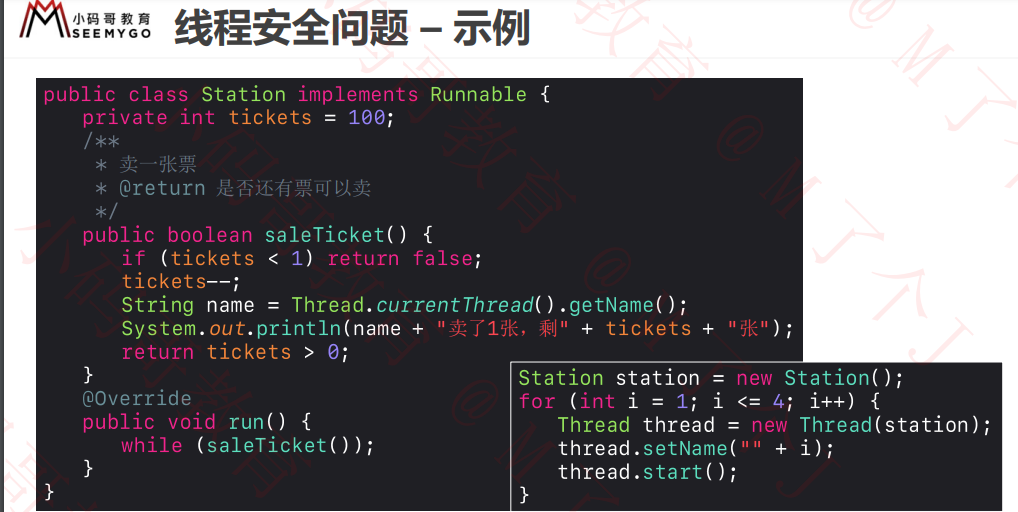 小码哥教育
SEEMYGO
线程安全问题 – 示例
public class Station implements Runnable {
private int tickets = 100;
/**
* 卖一张票
* @return 是否还有票可以卖
*/
public boolean saleTicket() {
if (tickets < 1) return false;
tickets--;
String name = Thread.currentThread().getName();
System.out.println(name + "卖了1张，剩" + tickets + "张");
return tickets > 0;
}
@Override
public void run() {
while (saleTicket());
}
}
Station station = new Station();
for (int i = 1; i <= 4; i++) {
Thread thread = new Thread(station);
thread.setName("" + i);
thread.start();
}